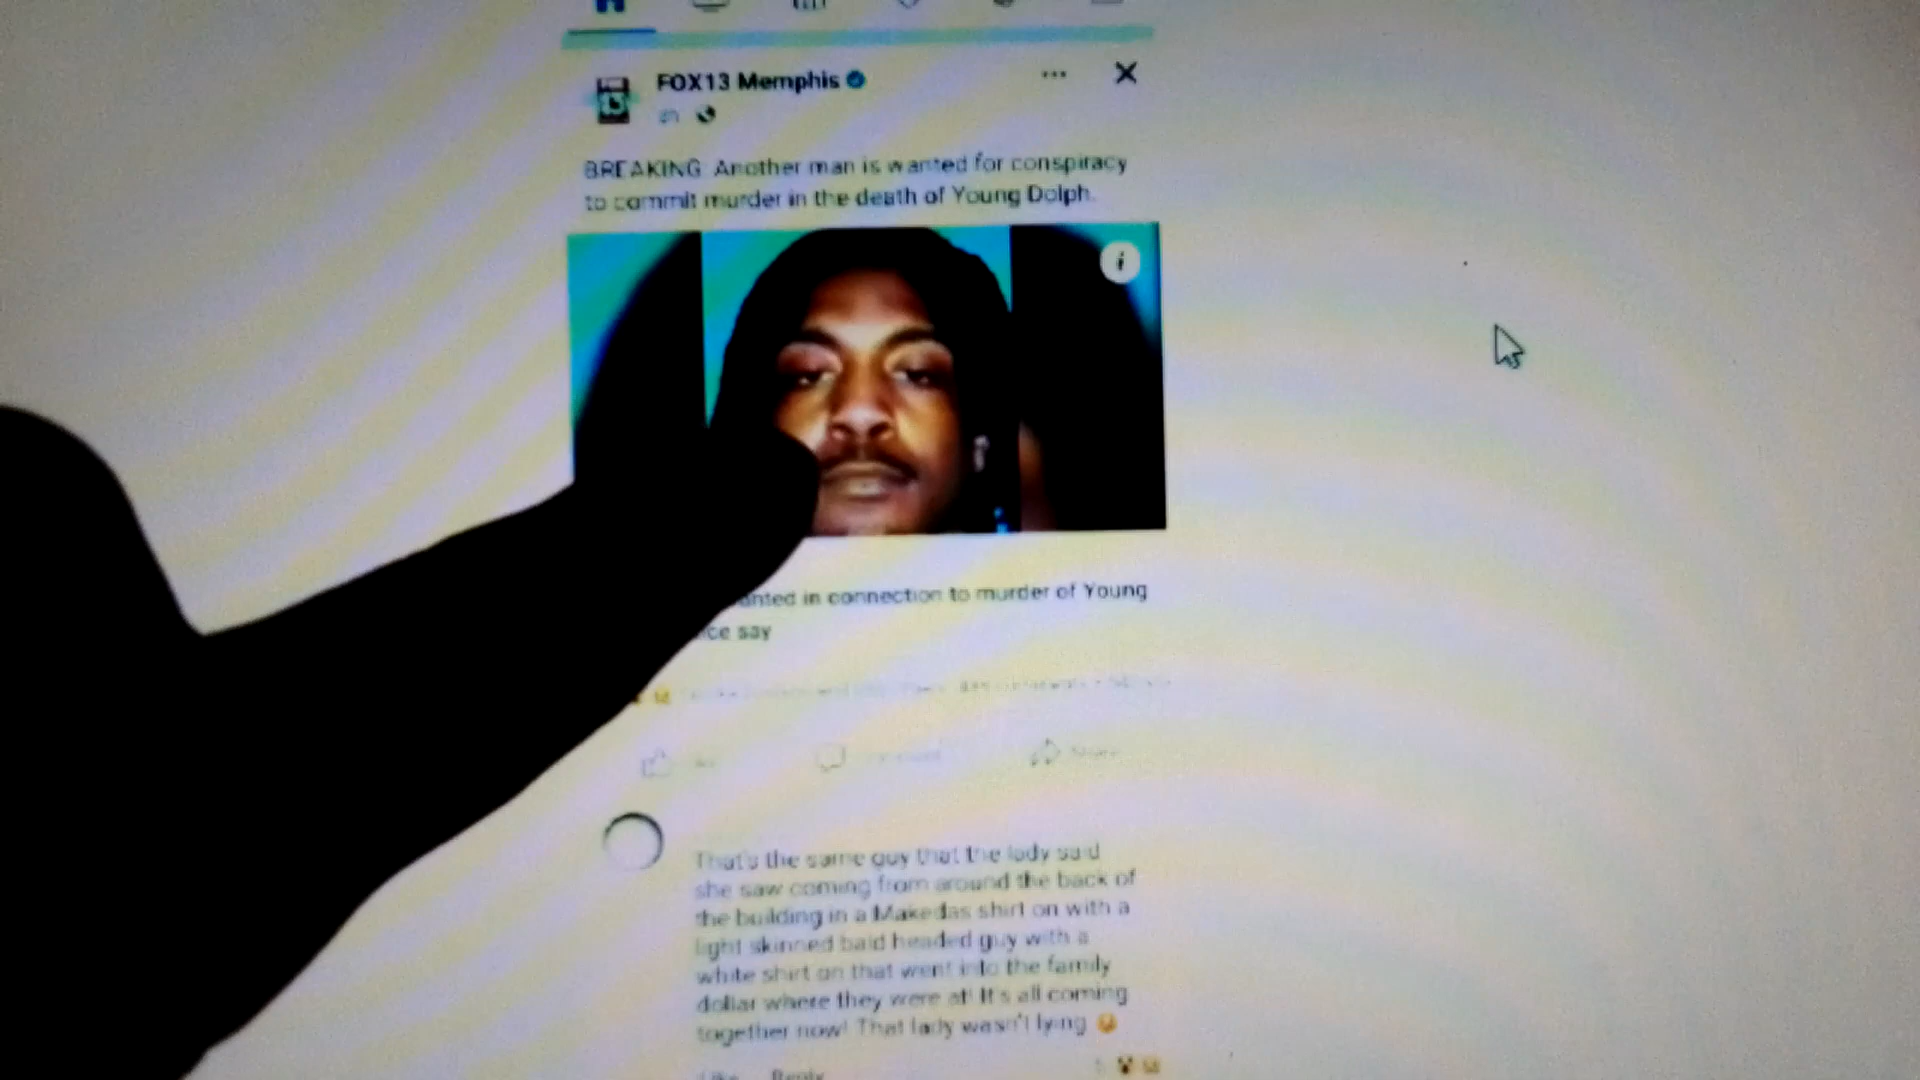 FOX13 Memphis
BREAKING: Another man is wanted for conspiracy
to commit murder in the death of Young Dolph.
i
in connection to murder of Young
say
Share
That's the same guy that the lady said
she saw coming from around the back of
the building in a Makedas shirt on with a
light skinned bald headed guy with a
white shirt on that went into the family
dollar where they were at! It's all coming
together now! That lady wasn't lying
Like Reply